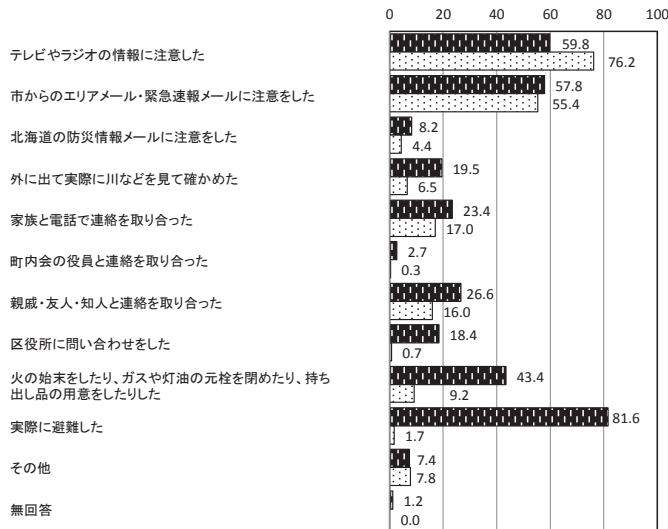 0 20 40 60 80 100
テレビやラジオの情報に注意した
59.8
76.2
市からのエリアメール・緊急速報メールに注意をした
57.8
55.4
北海道の防災情報メールに注意をした
8.2
4.4
外に出て実際に川などを見て確かめた
19.5
6.5
家族と電話で連絡を取り合った
23.4
17.0
町内会の役員と連絡を取り合った
2.7
0.3
親戚・友人・知人と連絡を取り合った
26.6
16.0
区役所に問い合わせをした
18.4
0.7
火の始末をしたり、ガスや灯油の元栓を閉めたり、持ち
出し品の用意をしたりした
43.4
9.2
実際に避難した
81.6
1.7
その他
7.4
7.8
無回答
1.2
0.0